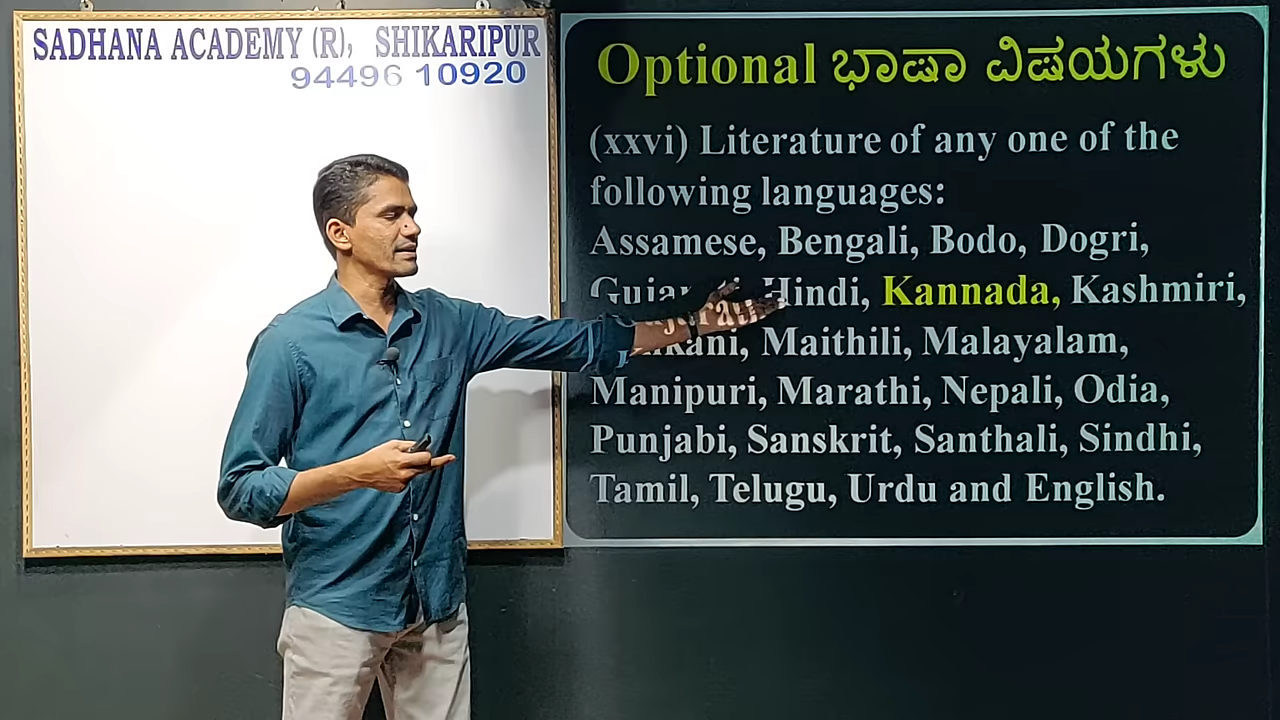 SADHANA ACADEMY (R), SHIKARIPUR
94496 10920
Optional ಭಾಷಾ ವಿಷಯಗಳು
(xxvi) Literature of any one of the
following languages:
Assamese, Bengali, Bodo, Dogri,
Hindi, Kannada, Kashmiri,
Maithili, Malayalam,
Manipuri, Marathi, Nepali, Odia,
Punjabi, Sanskrit, Santhali, Sindhi,
Tamil, Telugu, Urdu and English.